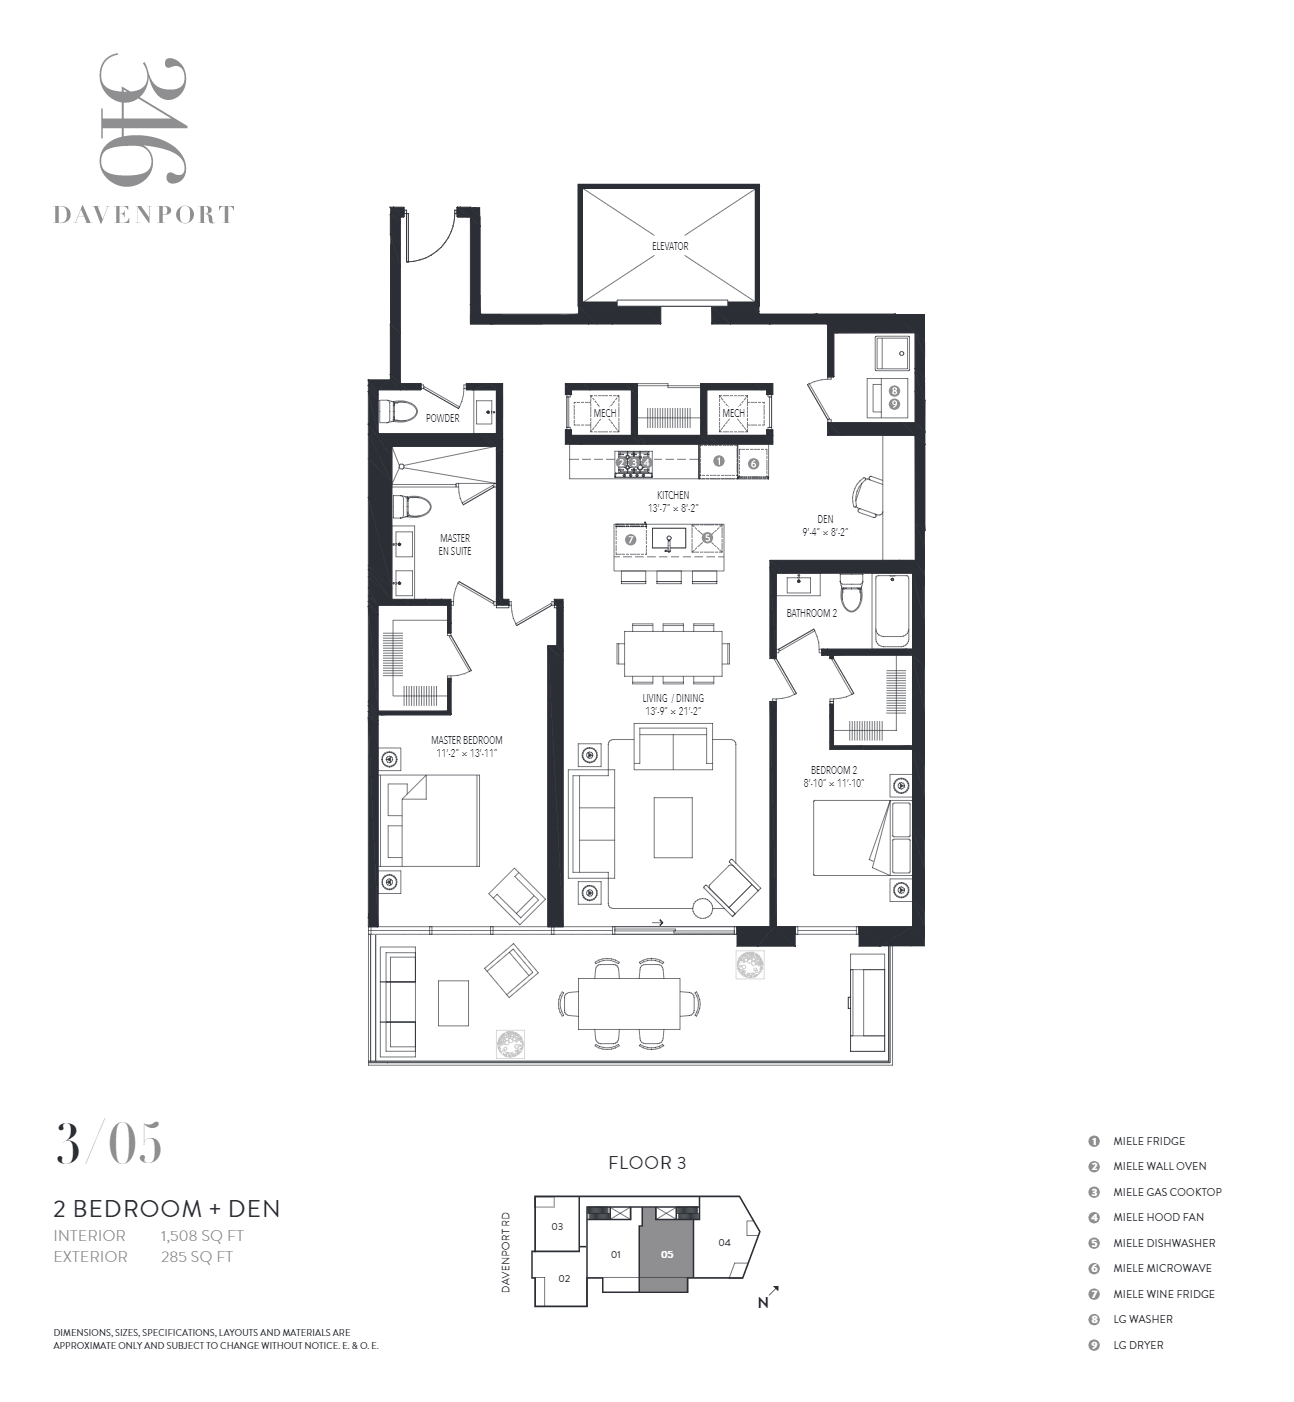 346
DAVENPORT
ELEVATOR
8
9
POWDER
MECH
MECH
2 3 4
1
6
KITCHEN
13'-7" × 8'-2"
DEN
9'-4" × 8'-2"
7
5
MASTER
EN SUITE
BATHROOM 2
LIVING / DINING
13'-9" × 21'-2"
MASTER BEDROOM
11'-2" × 13'-11"
BEDROOM 2
8'-10" × 11'-10"
3/05
2 BEDROOM + DEN
INTERIOR 1,508 SQ FT
EXTERIOR 285 SQ FT
DIMENSIONS, SIZES, SPECIFICATIONS, LAYOUTS AND MATERIALS ARE
APPROXIMATE ONLY AND SUBJECT TO CHANGE WITHOUT NOTICE. E. & O. E.
FLOOR 3
DAVENPORT RD
03
04
01
05
02
N
1 MIELE FRIDGE
2 MIELE WALL OVEN
3 MIELE GAS COOKTOP
4 MIELE HOOD FAN
5 MIELE DISHWASHER
6 MIELE MICROWAVE
7 MIELE WINE FRIDGE
8 LG WASHER
9 LG DRYER